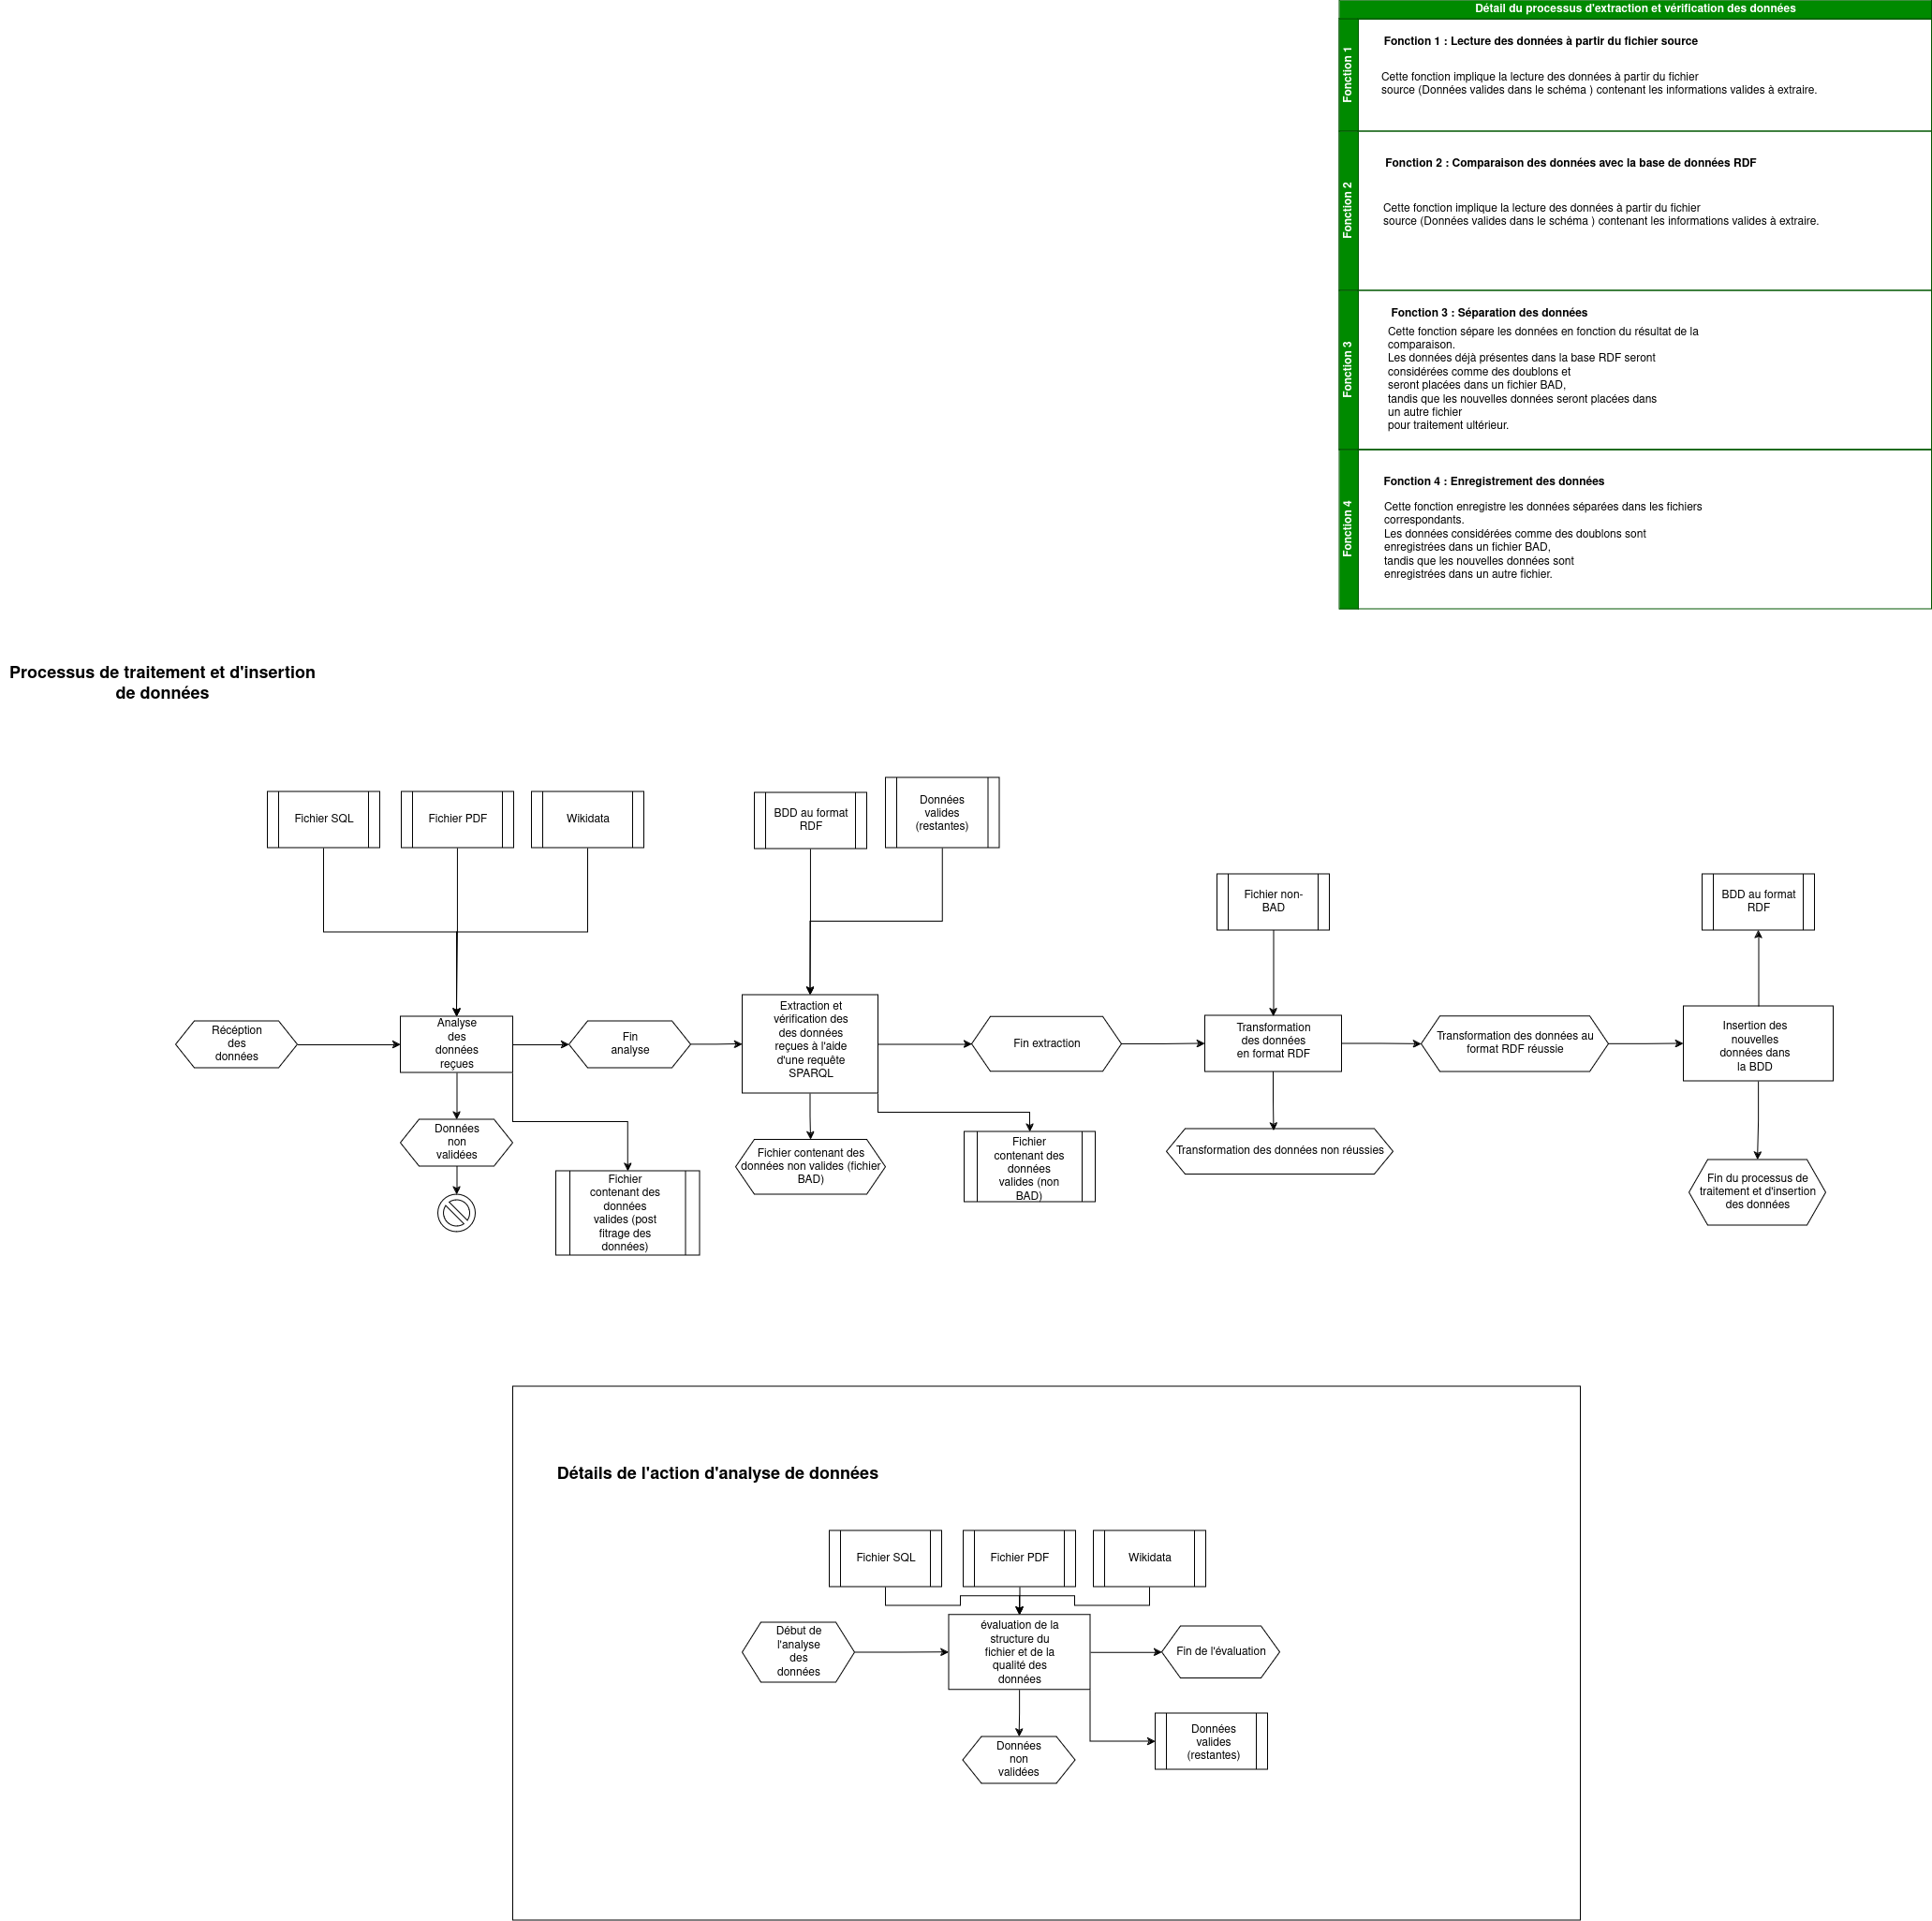 Détail du processus d'extraction et vérification des données
Fonction 1
Fonction 1 : Lecture des données à partir du fichier source
Cette fonction implique la lecture des données à partir du fichier
source (Données valides dans le schéma ) contenant les informations valides à extraire.
Fonction 2
Fonction 2 : Comparaison des données avec la base de données RDF
Cette fonction implique la lecture des données à partir du fichier
source (Données valides dans le schéma ) contenant les informations valides à extraire.
Fonction 3
Fonction 3 : Séparation des données
Cette fonction sépare les données en fonction du résultat de la
comparaison.
Les données déjà présentes dans la base RDF seront
considérées comme des doublons et
seront placées dans un fichier BAD,
tandis que les nouvelles données seront placées dans
un autre fichier
pour traitement ultérieur.
Fonction 4
Fonction 4 : Enregistrement des données
Cette fonction enregistre les données séparées dans les fichiers
correspondants.
Les données considérées comme des doublons sont
enregistrées dans un fichier BAD,
tandis que les nouvelles données sont
enregistrées dans un autre fichier.
Processus de traitement et d'insertion
de données
Fichier SQL
Fichier PDF
Wikidata
BDD au format
RDF
Données
valides
(restantes)
Fichier non-
BAD
BDD au format
RDF
Récéption
des
données
Analyse
des
données
reçues
Fin
analyse
Extraction et
vérification des
des données
reçues à l'aide
d'une requête
SPARQL
Fin extraction
Transformation
des données
en format RDF
Transformation des données au
format RDF réussie
Insertion des
nouvelles
données dans
la BDD
Données
non
validées
Fichier
contenant des
données
valides (post
fitrage des
données)
Fichier contenant des
données non valides (fichier
BAD)
Fichier
contenant des
données
valides (non
BAD)
Transformation des données non réussies
Fin du processus de
traitement et d'insertion
des données
Détails de l'action d'analyse de données
Fichier SQL
Fichier PDF
Wikidata
Début de
l'analyse
des
données
évaluation de la
structure du
fichier et de la
qualité des
données
Fin de l'évaluation
Données
non
validées
Données
valides
(restantes)